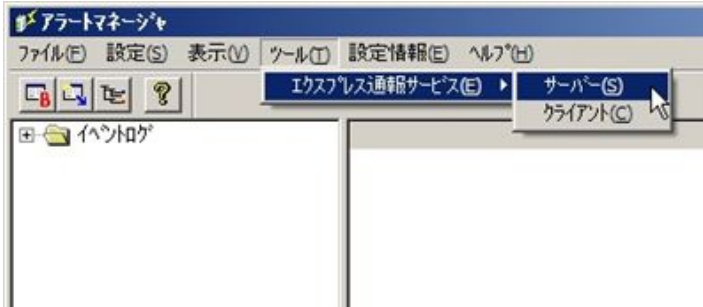 アラートマネージャ
ファイル(F) 設定(S) 表示(V) ツール(T) 設定情報(E) ヘルプ(H)
エクスプレス通報サービス(E) サーバー(S)
クライアント(C)
イベントログ